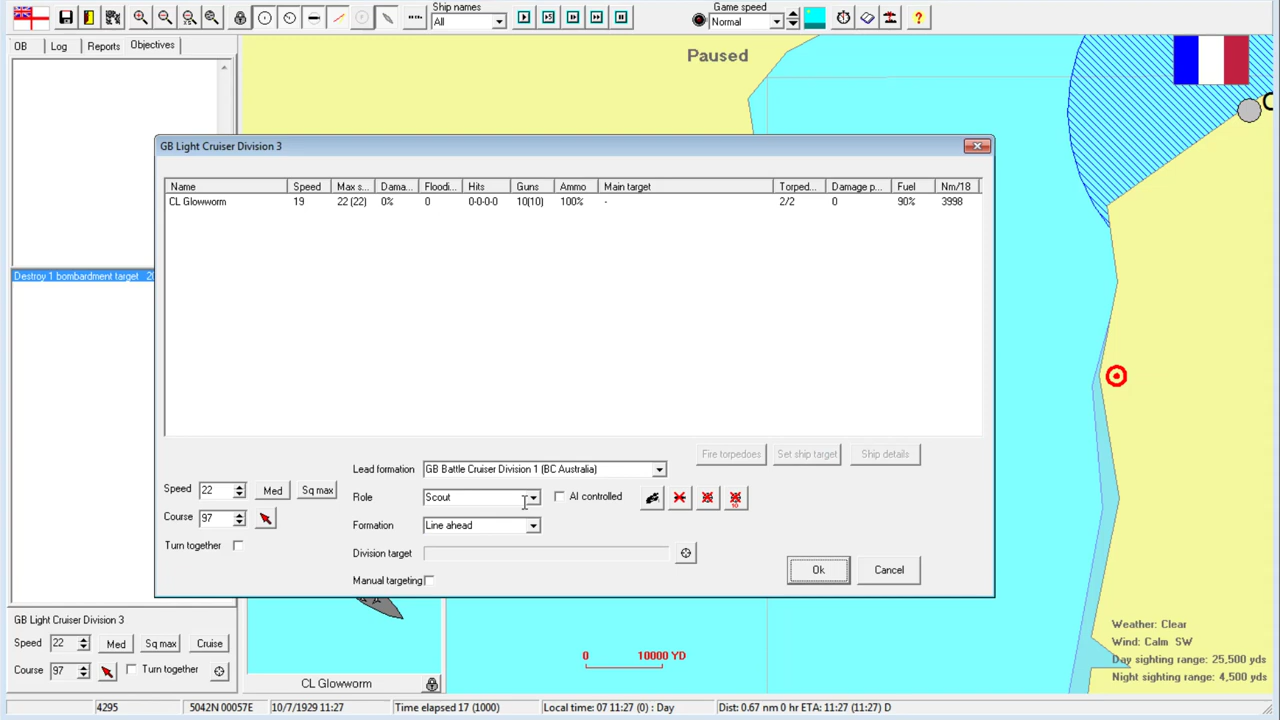 Ship names
All
Game speed
Normal
OB Log Reports Objectives
Paused
GB Light Cruiser Division 3
Name Speed Max s... Dama... Floodi... Hits Guns Ammo Main target Torped... Damage p... Fuel Nm/18
CL Glowworm 19 22 (22) 0% 0 0-0-0-0 10(10) 100% - 2/2 0 90% 3998
Destroy 1 bombardment target 20
Fire torpedoes Set ship target Ship details
Lead formation GB Battle Cruiser Division 1 (BC Australia)
Speed 22 Med Sq max
Role Scout AI controlled
10
Course 97
Formation Line ahead
Turn together
Division target
Manual targeting
Ok Cancel
GB Light Cruiser Division 3
Speed 22 Med Sq max Cruise
Course 97 Turn together
CL Glowworm
0 10000 YD
Weather: Clear
Wind: Calm SW
Day sighting range: 25,500 yds
Night sighting range: 4,500 yds
4295 5042N 00057E 10/7/1929 11:27 Time elapsed 17 (1000) Local time: 07 11:27 (0) : Day Dist: 0.67 nm 0 hr ETA: 11:27 (11:27) D